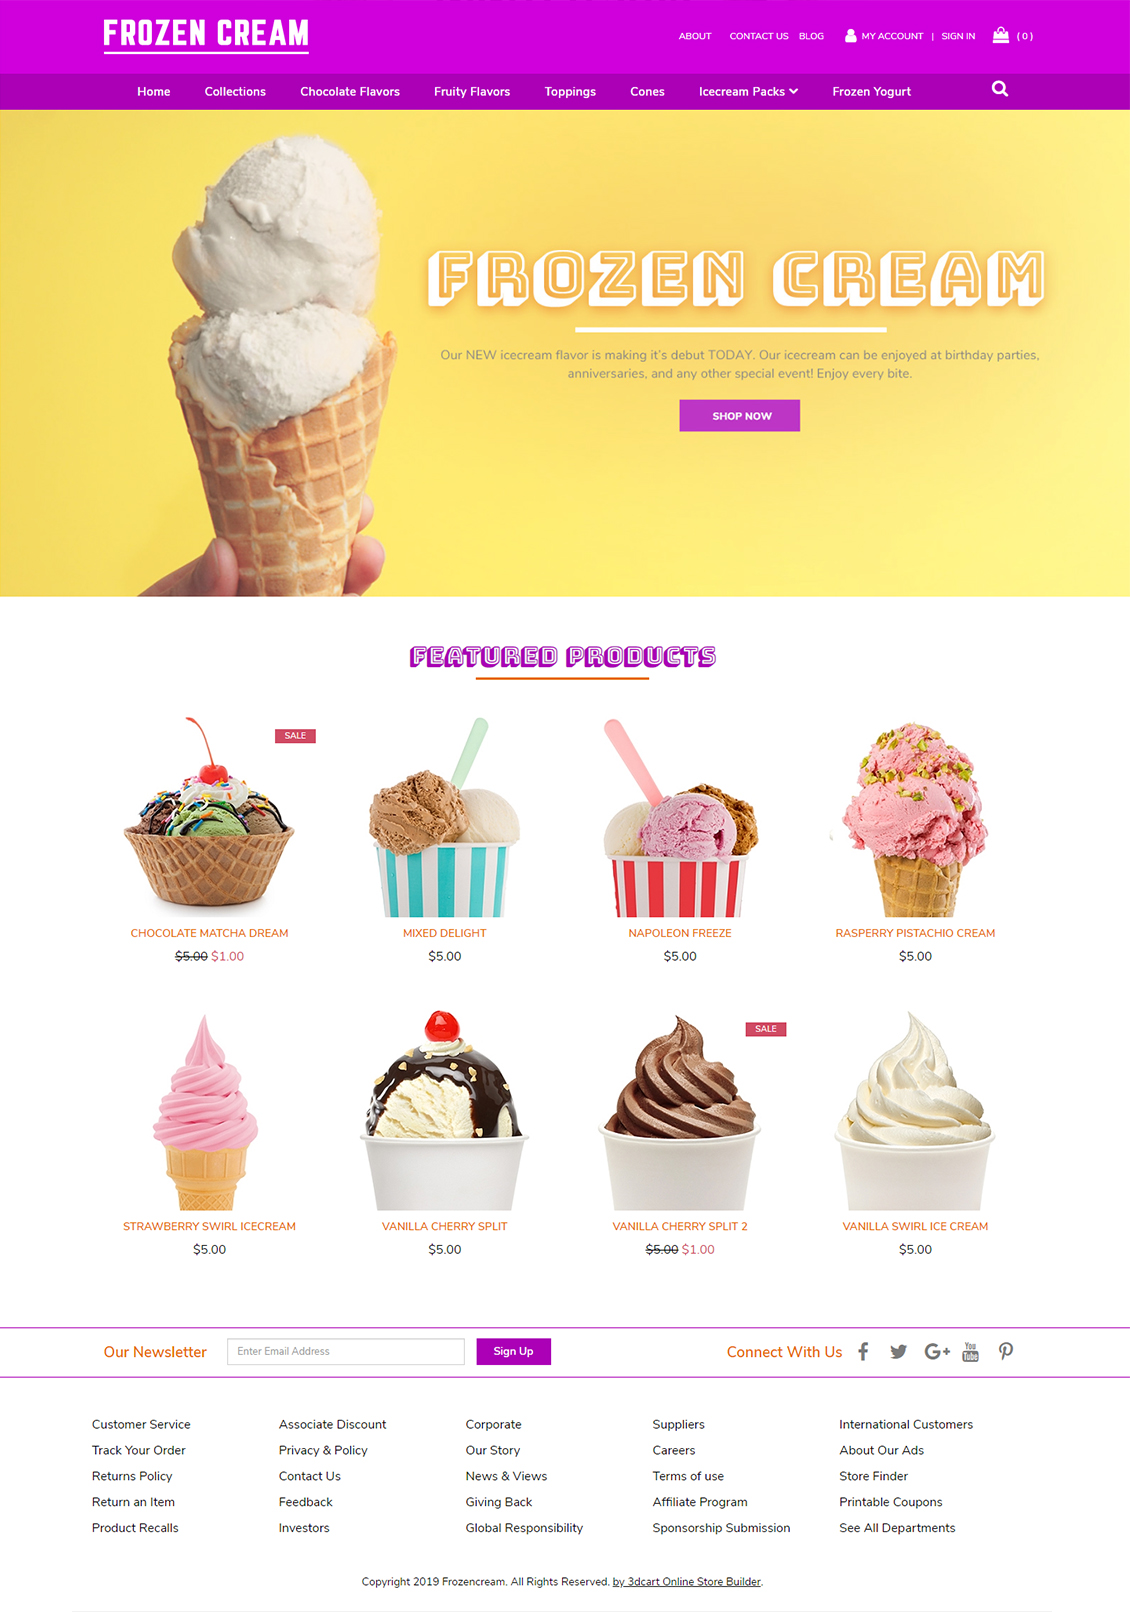 FROZEN CREAM
ABOUT CONTACT US BLOG MY ACCOUNT | SIGN IN ( 0 )
Home Collections Chocolate Flavors Fruity Flavors Toppings Cones Icecream Packs Frozen Yogurt
FROZEN CREAM
Our NEW icecream flavor is making it's debut TODAY. Our icecream can be enjoyed at birthday parties,
anniversaries, and any other special event! Enjoy every bite.
SHOP NOW
FEATURED PRODUCTS
SALE
CHOCOLATE MATCHA DREAM MIXED DELIGHT NAPOLEON FREEZE RASPERRY PISTACHIO CREAM
$5.00 $1.00 $5.00 $5.00 $5.00
SALE
STRAWBERRY SWIRL ICECREAM VANILLA CHERRY SPLIT VANILLA CHERRY SPLIT 2 VANILLA SWIRL ICE CREAM
$5.00 $5.00 $5.00 $1.00 $5.00
Our Newsletter Enter Email Address Sign Up Connect With Us f G+ You Tube
Customer Service Associate Discount Corporate Suppliers International Customers
Track Your Order Privacy & Policy Our Story Careers About Our Ads
Returns Policy Contact Us News & Views Terms of use Store Finder
Return an Item Feedback Giving Back Affiliate Program Printable Coupons
Product Recalls Investors Global Responsibility Sponsorship Submission See All Departments
Copyright 2019 Frozencream. All Rights Reserved. by 3dcart Online Store Builder.